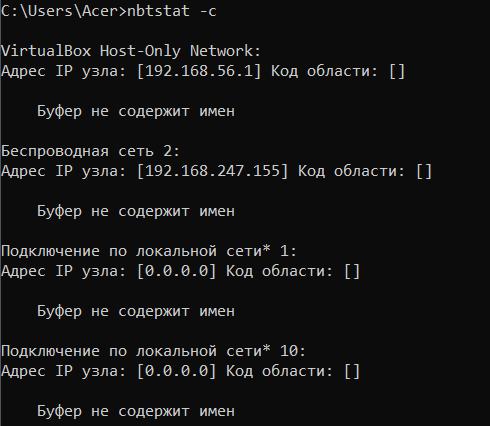 C:\Users\Acer>nbtstat -c
VirtualBox Host-Only Network:
Адрес IP узла: [192.168.56.1] Код области: []
Буфер не содержит имен
Беспроводная сеть 2:
Адрес IP узла: [192.168.247.155] Код области: []
Буфер не содержит имен
Подключение по локальной сети* 1:
Адрес IP узла: [0.0.0.0] Код области: []
Буфер не содержит имен
Подключение по локальной сети* 10:
Адрес IP узла: [0.0.0.0] Код области: []
Буфер не содержит имен